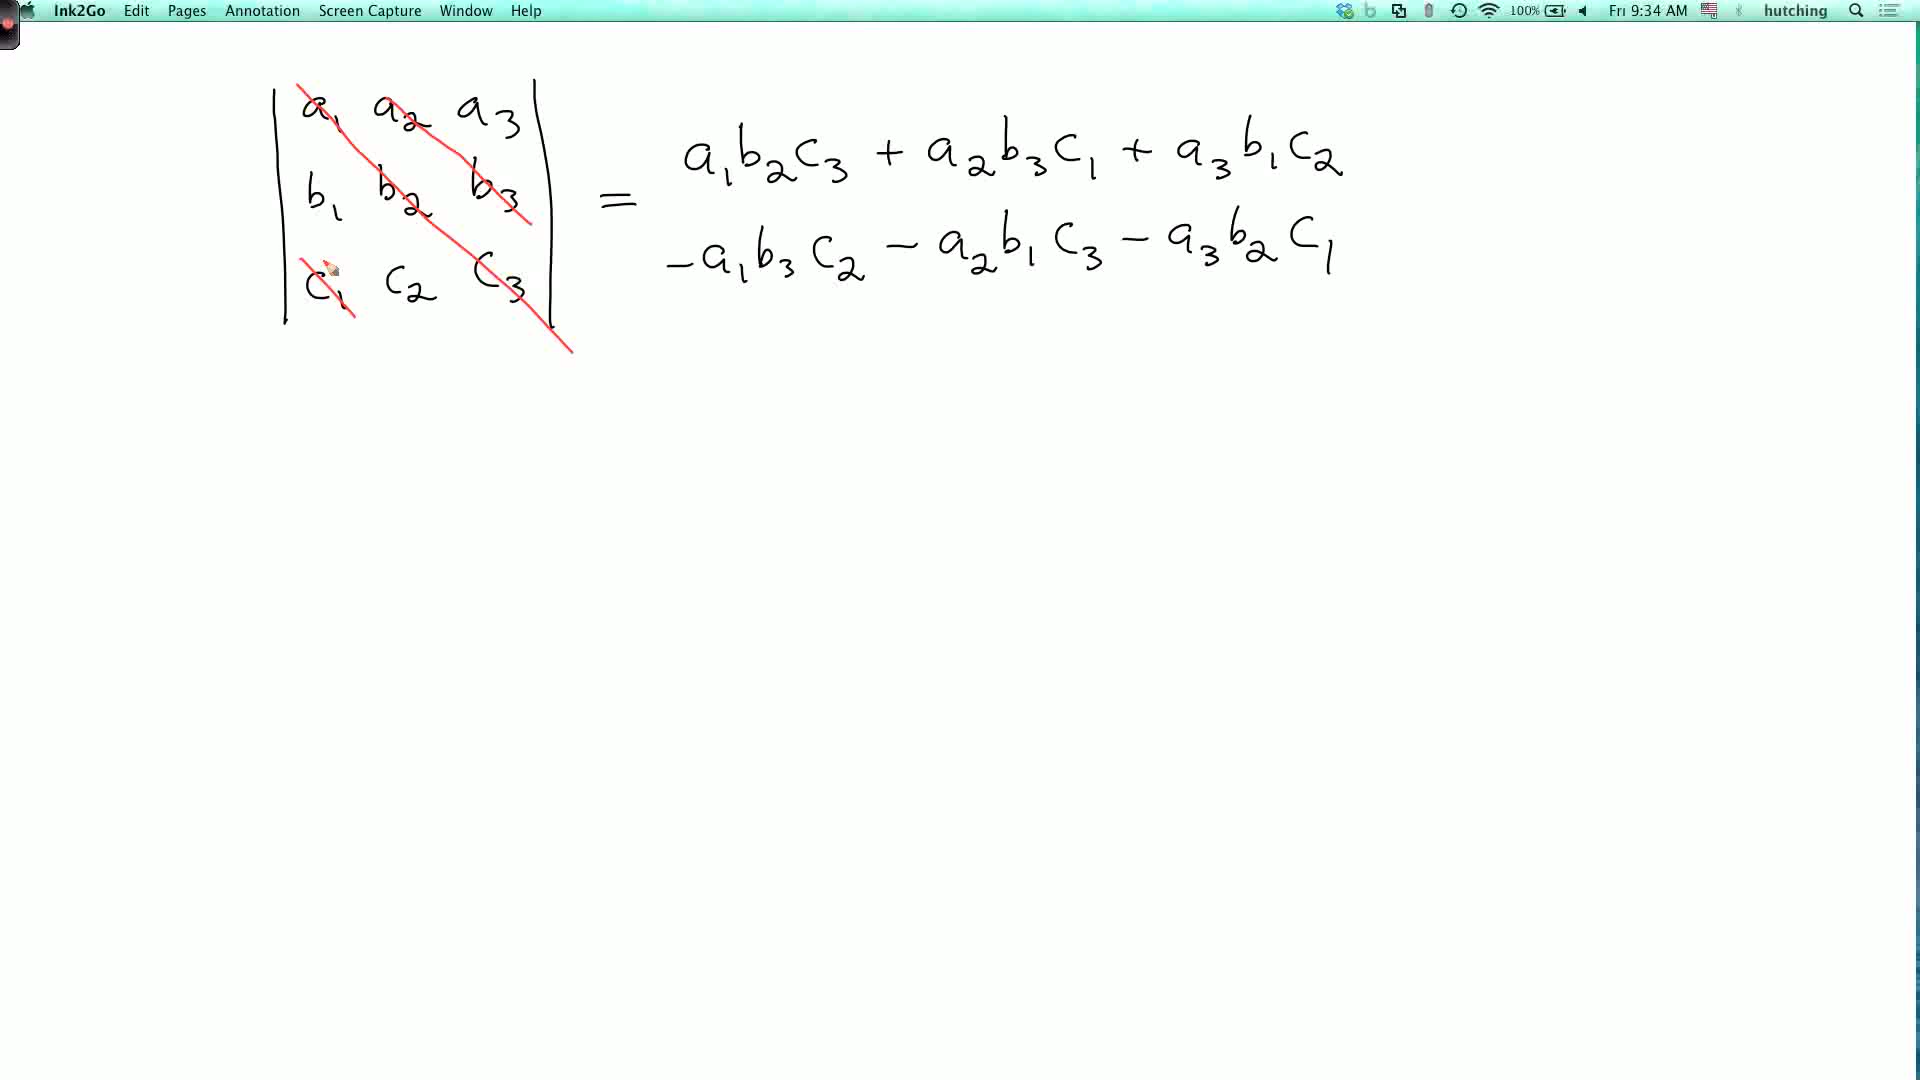 Ink2Go Edit Pages Annotation Screen Capture Window Help 100% Fri 9:34 AM hutching
a₁ a₂ a₃
b₁ b₂ b₃
c₁ c₂ c₃
=
a₁b₂c₃ + a₂b₃c₁ + a₃b₁c₂
-a₁b₃c₂ - a₂b₁c₃ - a₃b₂c₁